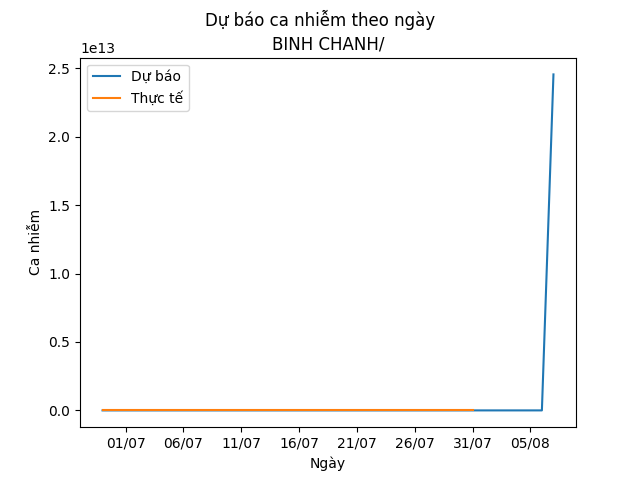 Dự báo ca nhiễm theo ngày
BINH CHANH/
1e13
Dự báo
Thực tế
2.5
2.0
1.5
1.0
0.5
0.0
Ca nhiễm
01/07 06/07 11/07 16/07 21/07 26/07 31/07 05/08
Ngày